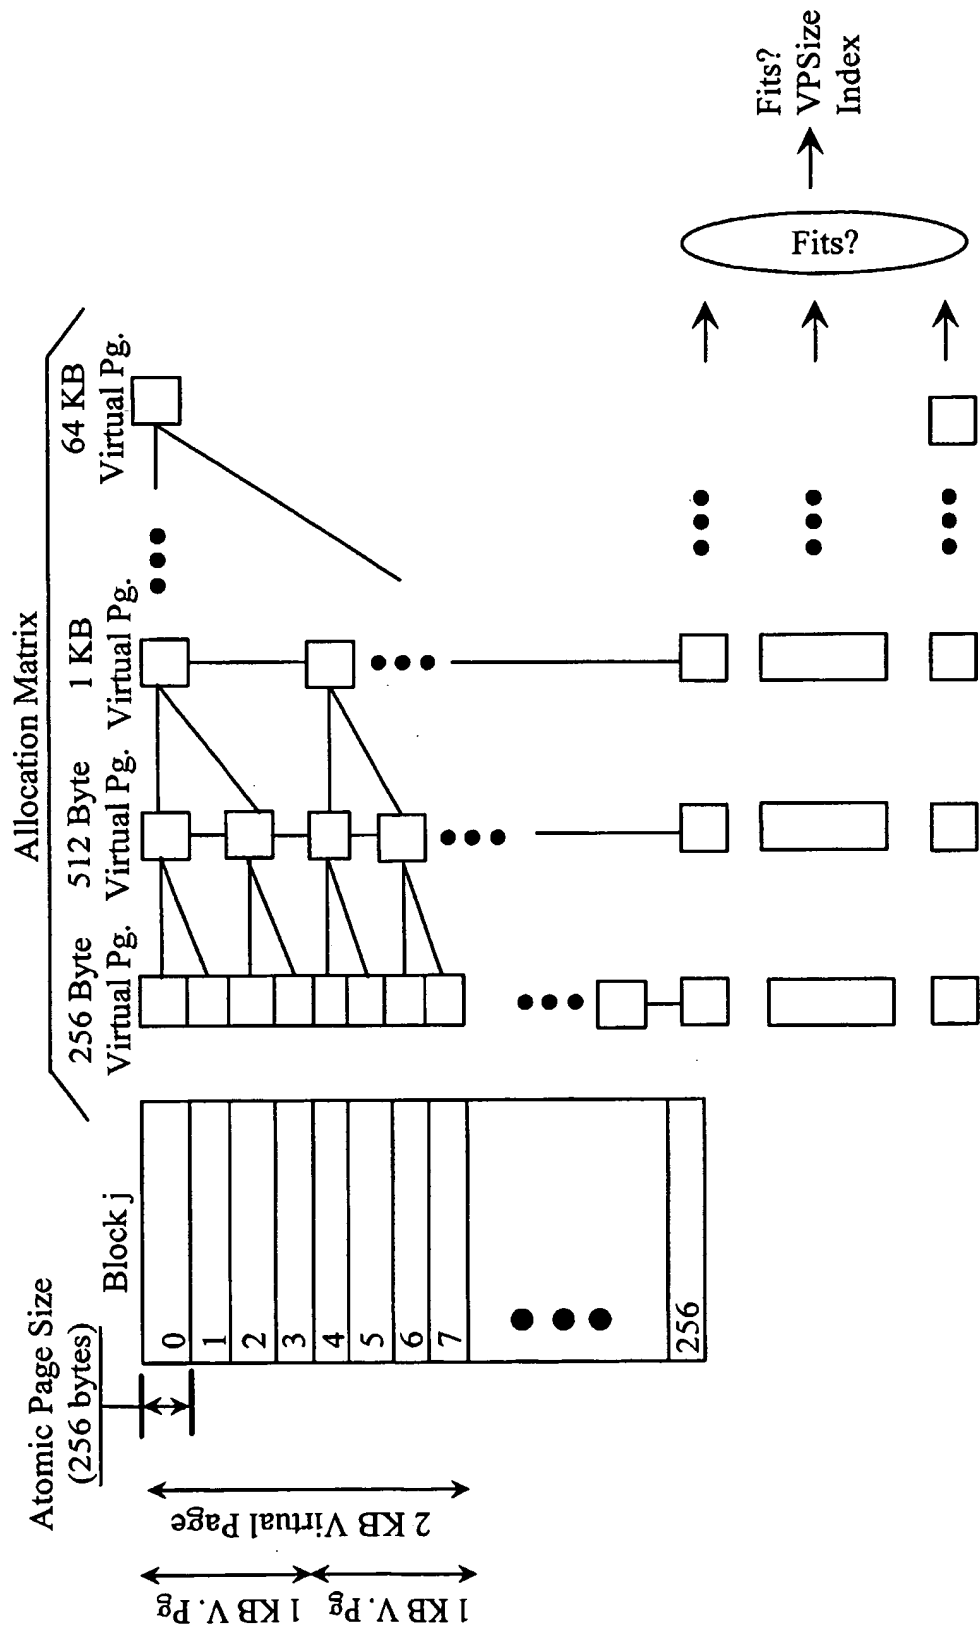 Allocation Matrix
Atomic Page Size
(256 bytes)
Block j
256 Byte
Virtual Pg.
512 Byte
Virtual Pg.
1 KB
Virtual Pg.
64 KB
Virtual Pg.
0
1
2
3
4
5
6
7
256
1 KB V. Pg
1 KB V. Pg
2 KB Virtual Page
Fits?
Fits?
VPSize
Index